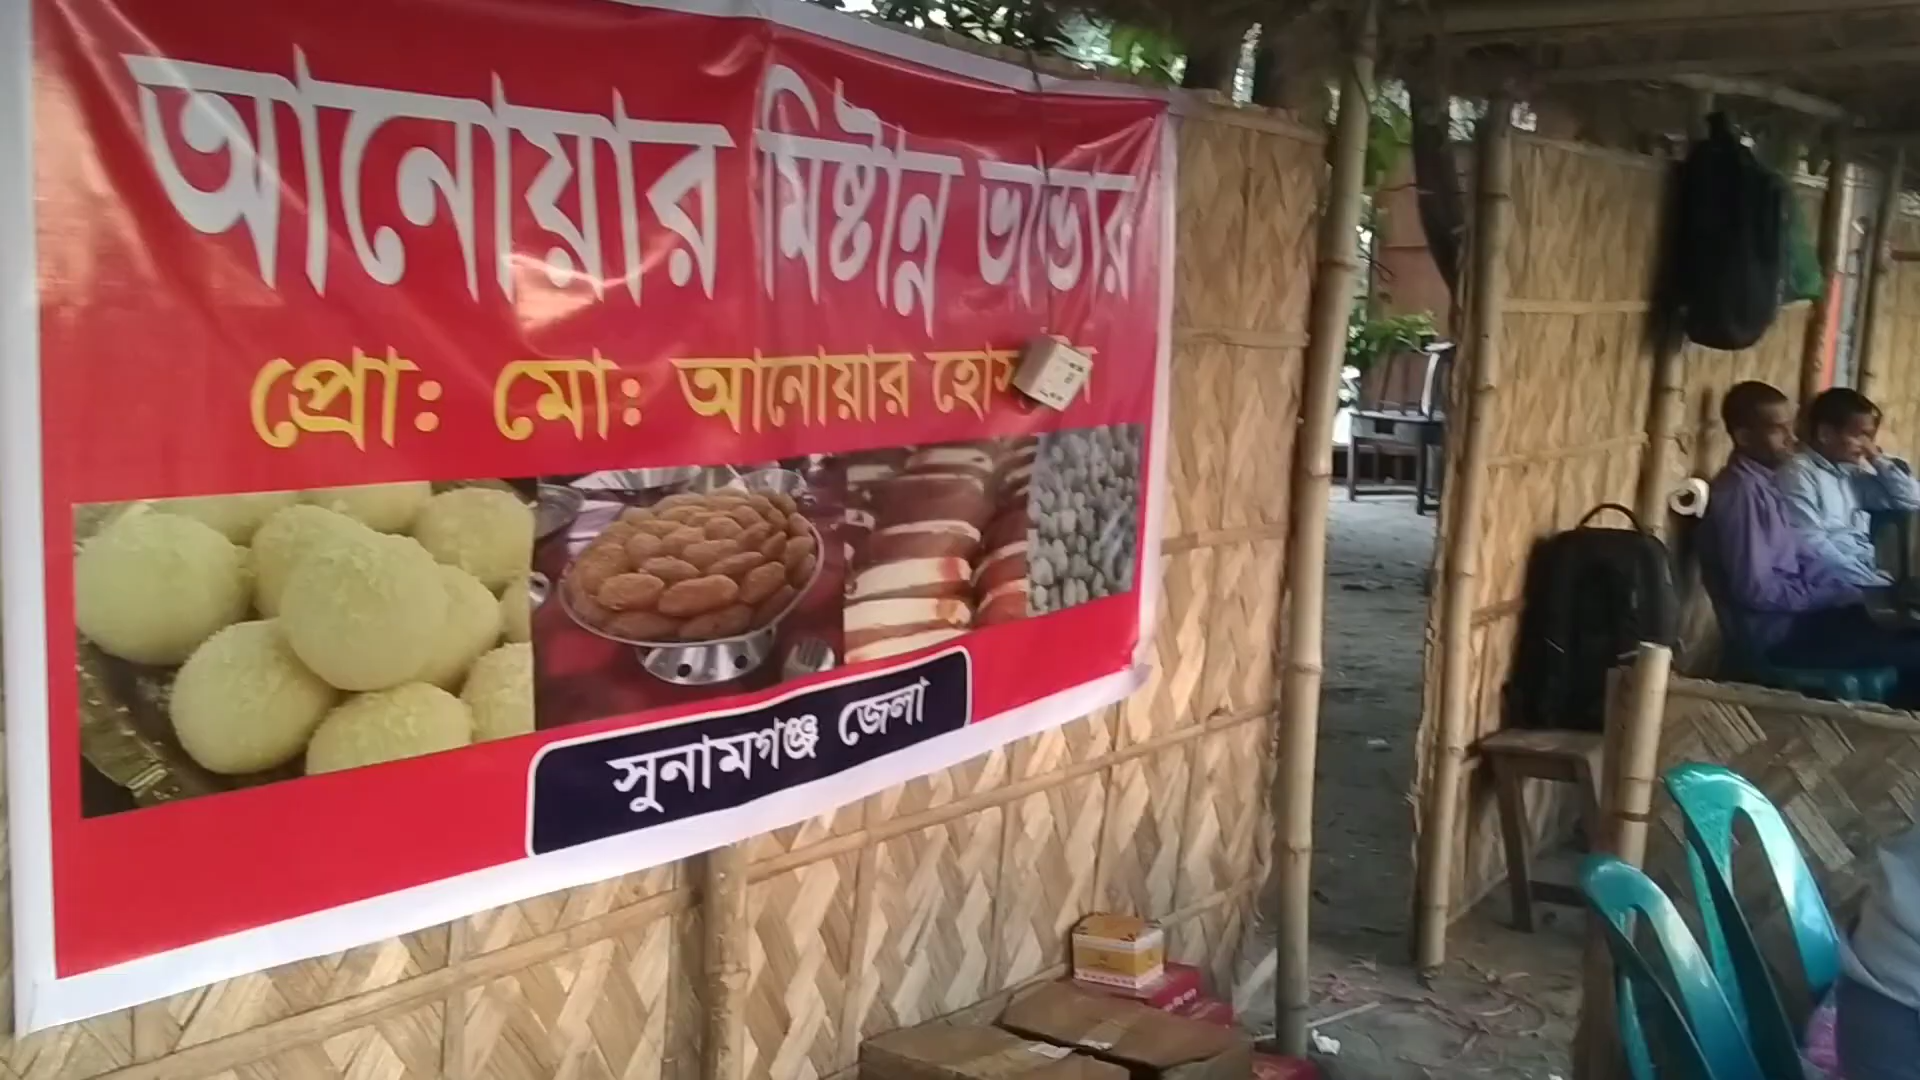 আনোয়ার মিষ্টান্ন ভান্ডার
প্রো: মো: আনোয়ার
সুনামগঞ্জ জেলা